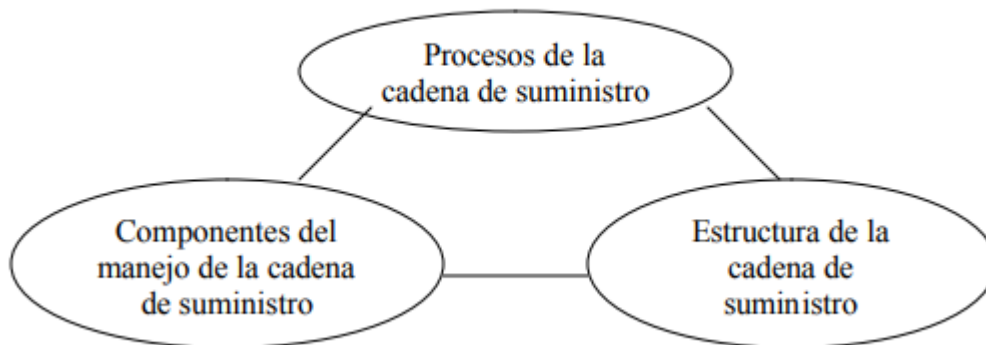 Procesos de la
cadena de suministro
Componentes del
manejo de la cadena
de suministro
Estructura de la
cadena de
suministro